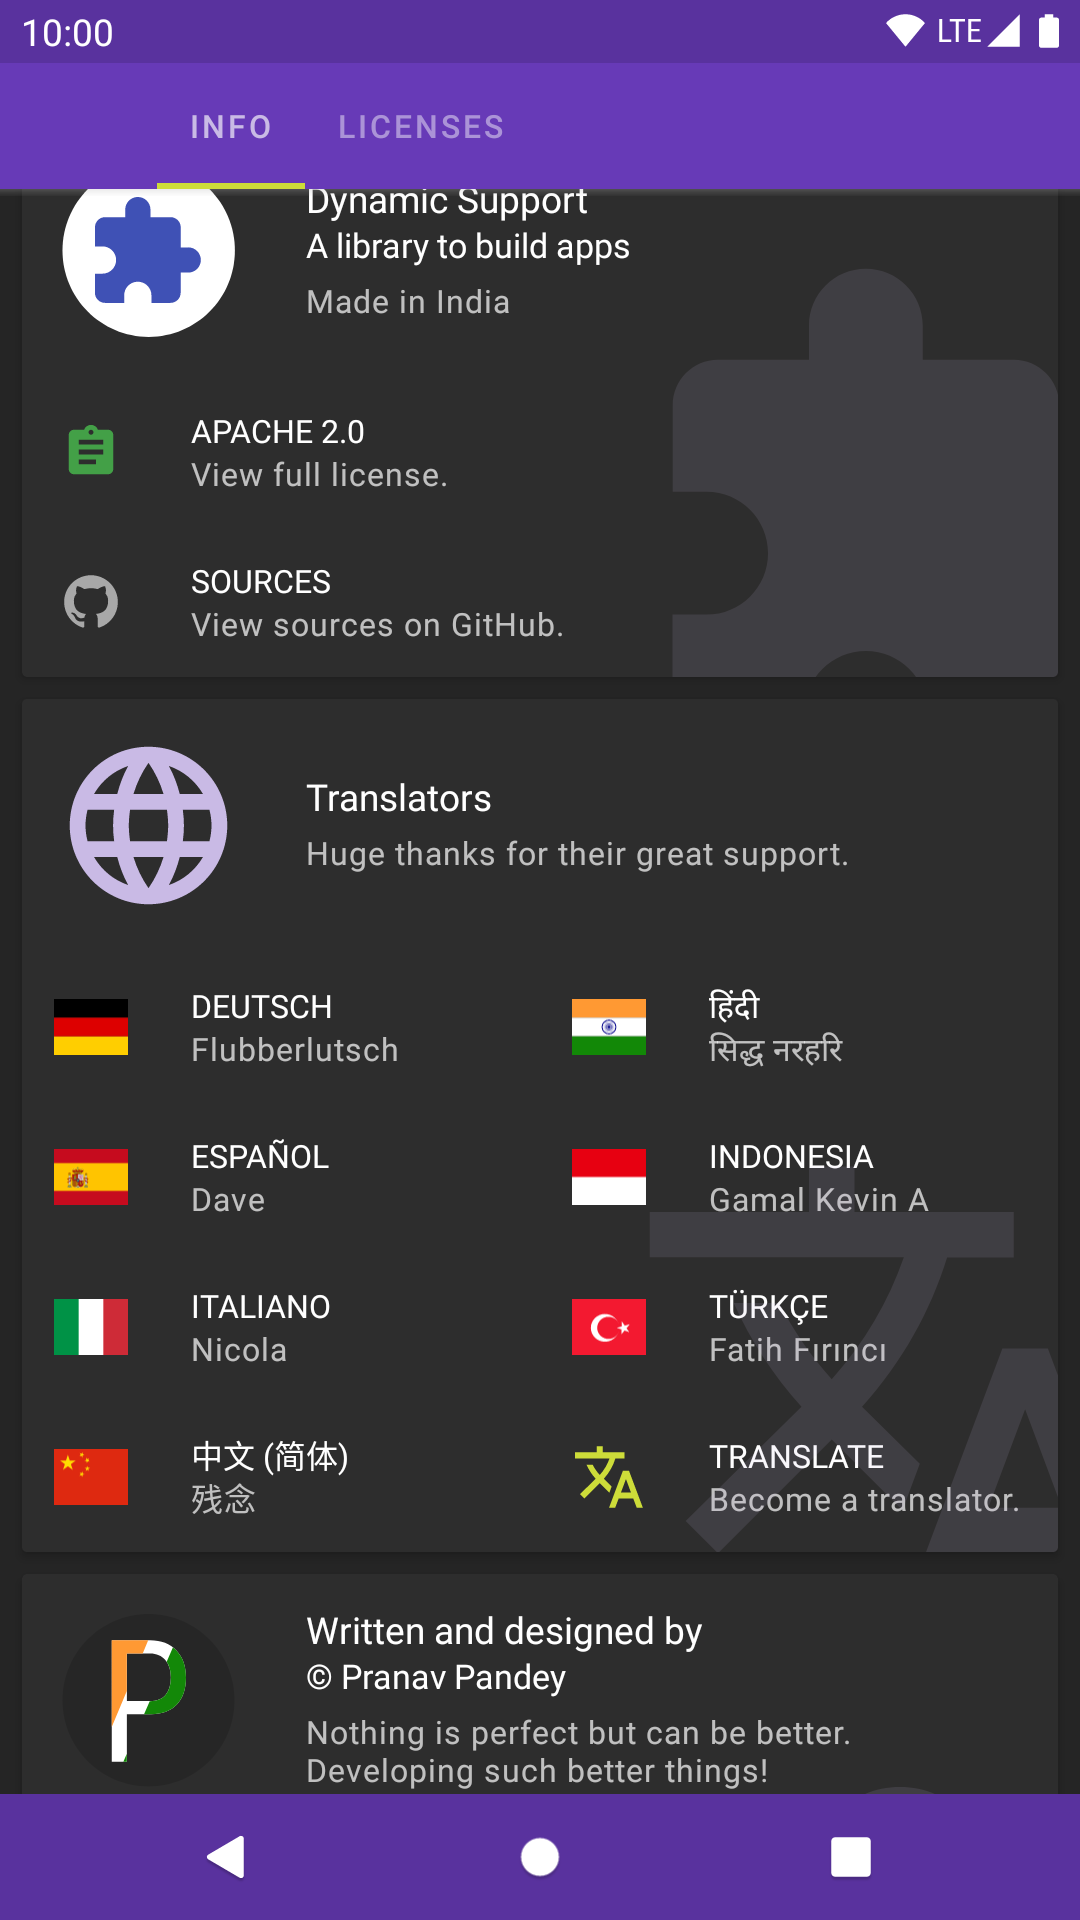 10:00
LTE
INFO
LICENSES
Dynamic Support
A library to build apps
Made in India
APACHE 2.0
View full license.
SOURCES
View sources on GitHub.
Translators
Huge thanks for their great support.
DEUTSCH
Flubberlutsch
हिंदी
सिद्ध नरहरि
ESPAÑOL
Dave
INDONESIA
Gamal Kevin A
ITALIANO
Nicola
TÜRKÇE
Fatih Fırıncı
中文 (简体)
残念
TRANSLATE
Become a translator.
Written and designed by
© Pranav Pandey
Nothing is perfect but can be better.
Developing such better things!